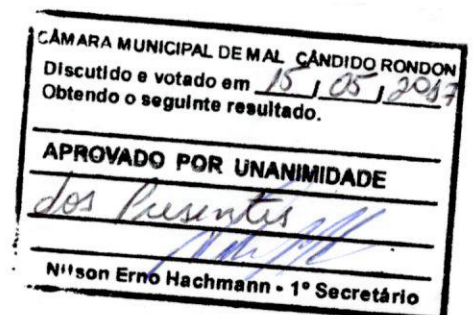 CÂMARA MUNICIPAL DE MAL CÂNDIDO RONDON
Discutido e votado em 15 / 05 / 2017
Obtendo o seguinte resultado.
APROVADO POR UNANIMIDADE
dos Presentes
Nilson Erno Hachmann - 1º Secretário